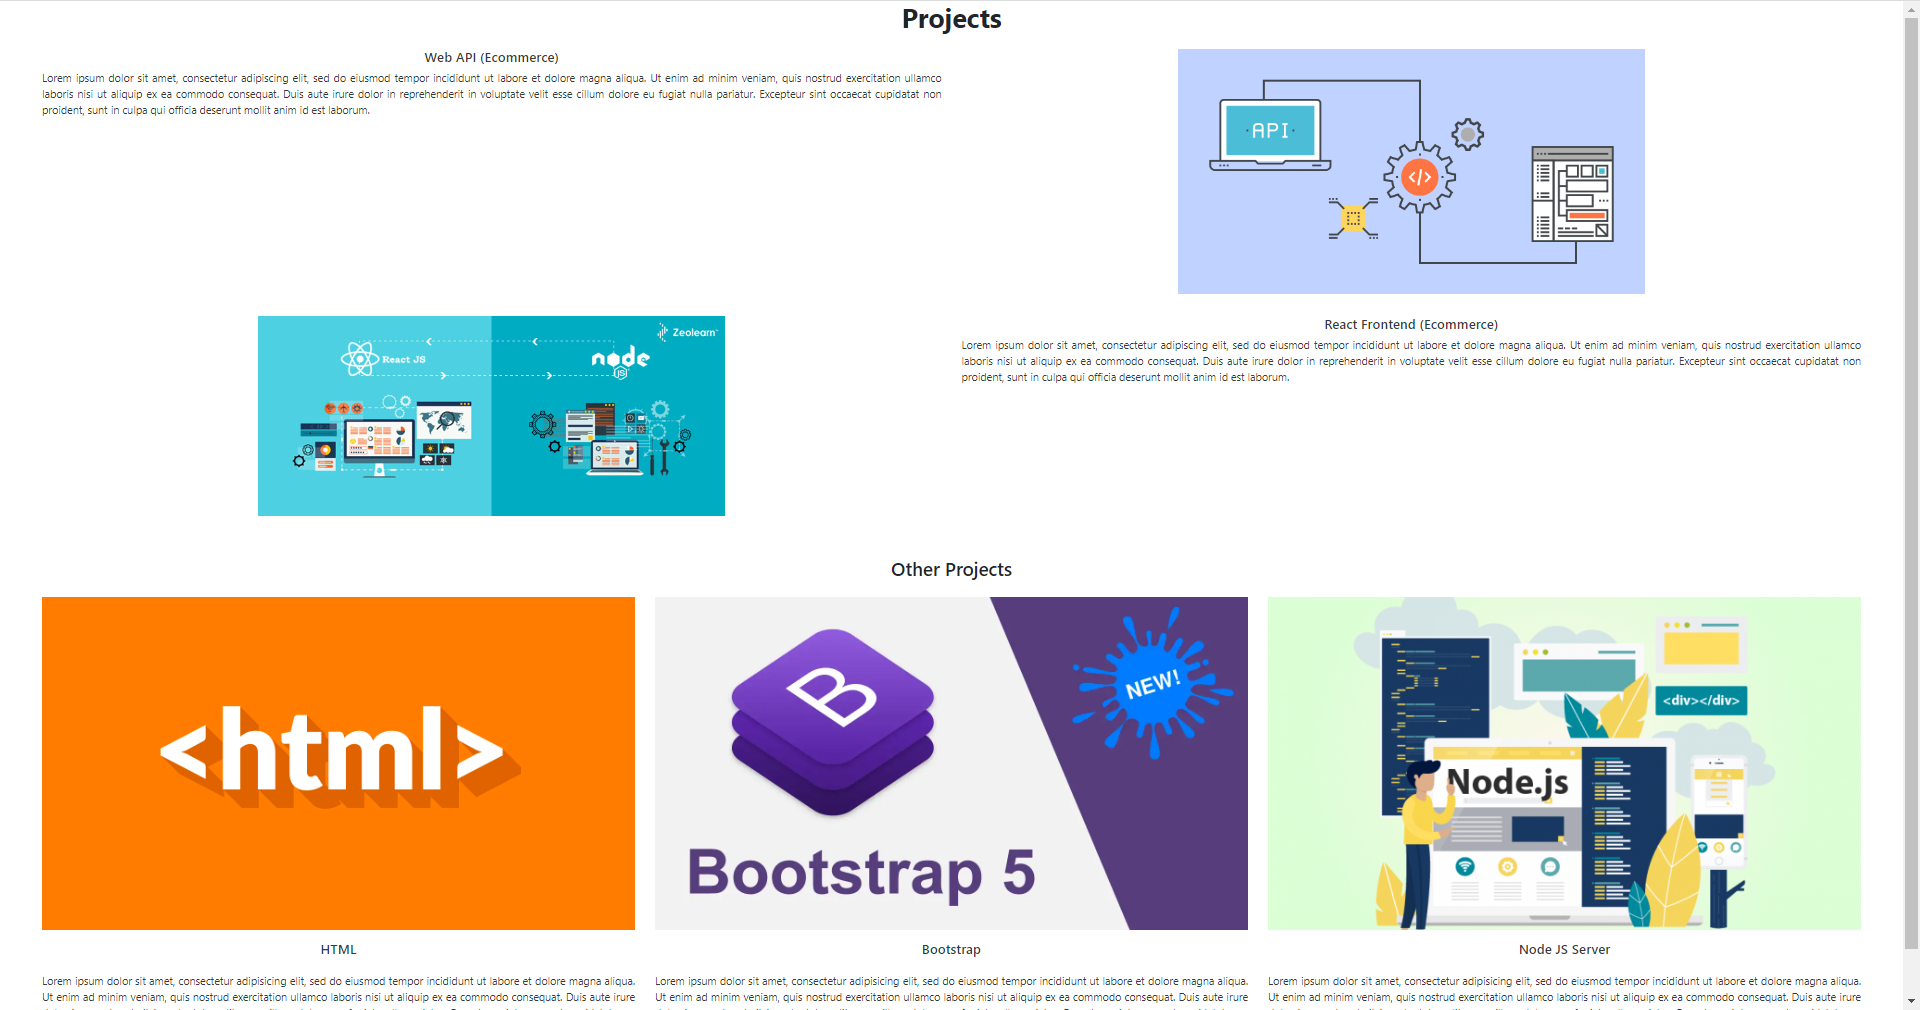 Projects
Web API (Ecommerce)
Lorem ipsum dolor sit amet, consectetur adipiscing elit, sed do eiusmod tempor incididunt ut labore et dolore magna aliqua. Ut enim ad minim veniam, quis nostrud exercitation ullamco
laboris nisi ut aliquip ex ea commodo consequat. Duis aute irure dolor in reprehenderit in voluptate velit esse cillum dolore eu fugiat nulla pariatur. Excepteur sint occaecat cupidatat non
proident, sunt in culpa qui officia deserunt mollit anim id est laborum.
API
</>
Zeolearn
React JS
node
JS
React Frontend (Ecommerce)
Lorem ipsum dolor sit amet, consectetur adipiscing elit, sed do eiusmod tempor incididunt ut labore et dolore magna aliqua. Ut enim ad minim veniam, quis nostrud exercitation ullamco
laboris nisi ut aliquip ex ea commodo consequat. Duis aute irure dolor in reprehenderit in voluptate velit esse cillum dolore eu fugiat nulla pariatur. Excepteur sint occaecat cupidatat non
proident, sunt in culpa qui officia deserunt mollit anim id est laborum.
Other Projects
<html>
B
NEW!
Bootstrap 5
<div></div>
Node.js
HTML
Lorem ipsum dolor sit amet, consectetur adipisicing elit, sed do eiusmod tempor incididunt ut labore et dolore magna aliqua.
Ut enim ad minim veniam, quis nostrud exercitation ullamco laboris nisi ut aliquip ex ea commodo consequat. Duis aute irure
Bootstrap
Lorem ipsum dolor sit amet, consectetur adipisicing elit, sed do eiusmod tempor incididunt ut labore et dolore magna aliqua.
Ut enim ad minim veniam, quis nostrud exercitation ullamco laboris nisi ut aliquip ex ea commodo consequat. Duis aute irure
Node JS Server
Lorem ipsum dolor sit amet, consectetur adipisicing elit, sed do eiusmod tempor incididunt ut labore et dolore magna aliqua.
Ut enim ad minim veniam, quis nostrud exercitation ullamco laboris nisi ut aliquip ex ea commodo consequat. Duis aute irure